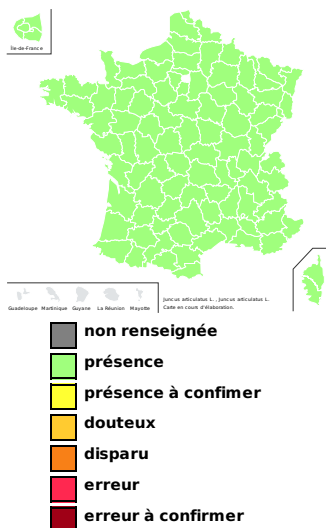 Île-de-France
Guadeloupe Martinique Guyane La Réunion Mayotte
Juncus articulatus L. , Juncus articulatus L.
Carte en cours d'élaboration.
non renseignée
présence
présence à confimer
douteux
disparu
erreur
erreur à confirmer